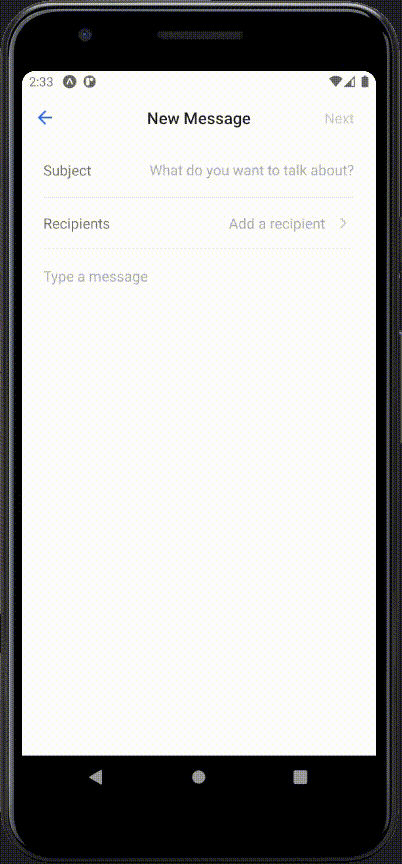 2:33
New Message Next
Subject What do you want to talk about?
Recipients Add a recipient
Type a message